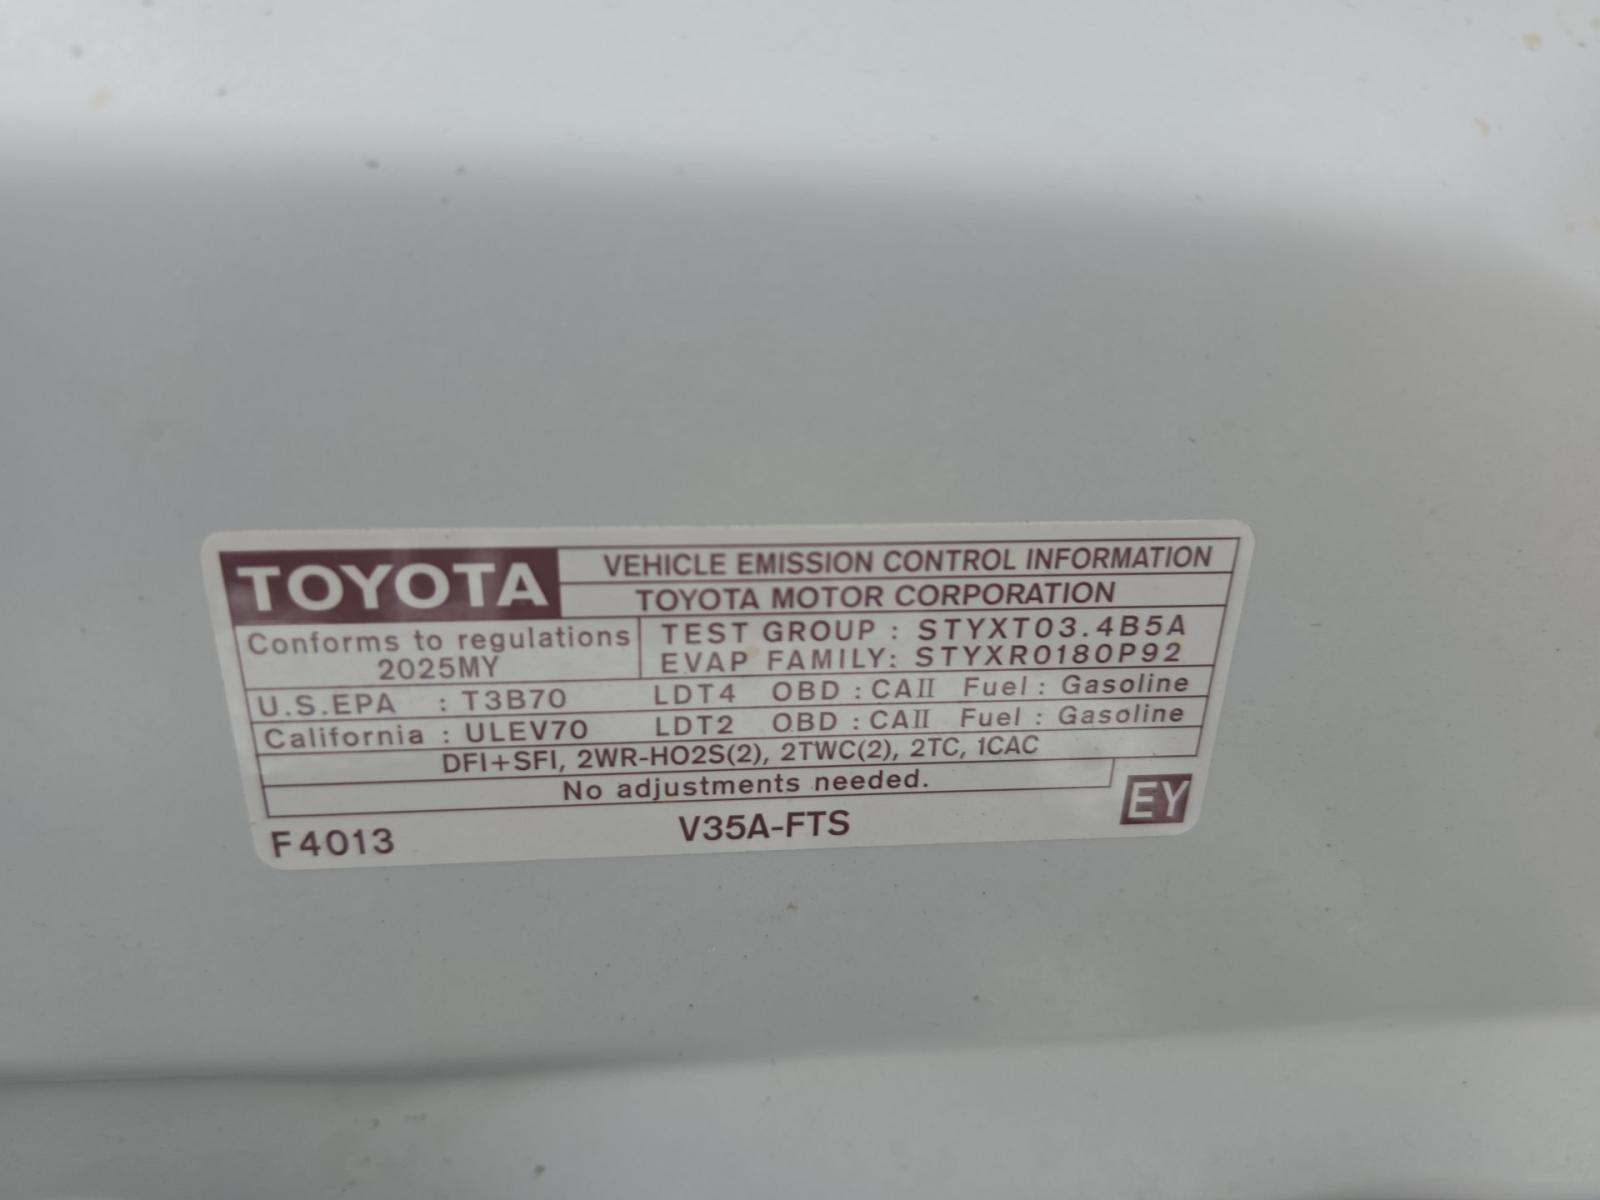 TOYOTA
VEHICLE EMISSION CONTROL INFORMATION
TOYOTA MOTOR CORPORATION
Conforms to regulations
2025MY
TEST GROUP : STYXT03.4B5A
EVAP FAMILY: STYXR0180P92
U.S.EPA : T3B70 LDT4 OBD : CAII Fuel : Gasoline
California : ULEV70 LDT2 OBD : CAII Fuel : Gasoline
DFI+SFI, 2WR-HO2S(2), 2TWC(2), 2TC, 1CAC
No adjustments needed.
F4013 V35A-FTS EY